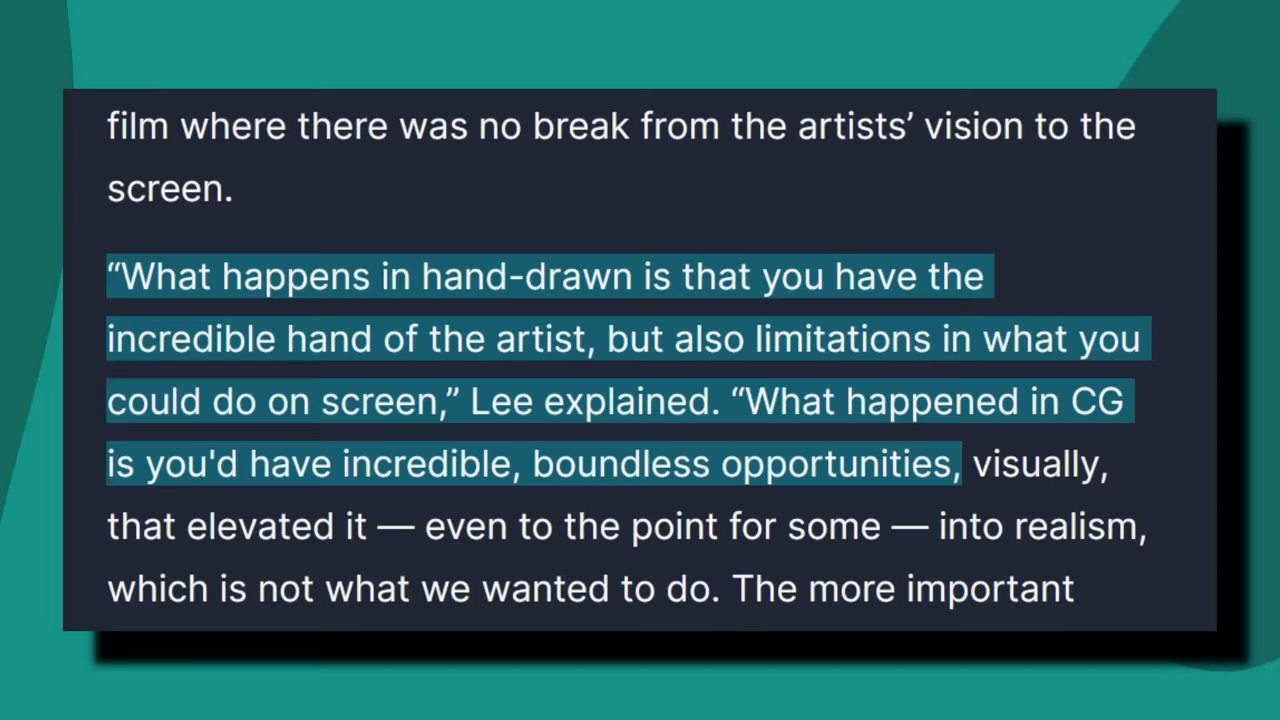 film where there was no break from the artists’ vision to the
screen.
“What happens in hand-drawn is that you have the
incredible hand of the artist, but also limitations in what you
could do on screen,” Lee explained. “What happened in CG
is you'd have incredible, boundless opportunities, visually,
that elevated it — even to the point for some — into realism,
which is not what we wanted to do. The more important